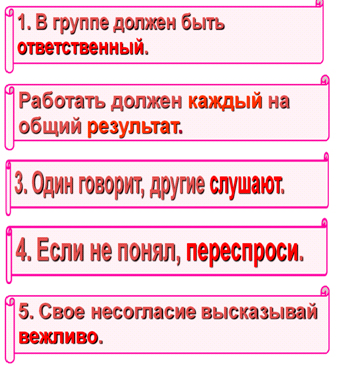 1. В группе должен быть
ответственный.
Работать должен каждый на
общий результат.
3. Один говорит, другие слушают.
4. Если не понял, переспроси.
5. Свое несогласие высказывай
вежливо.